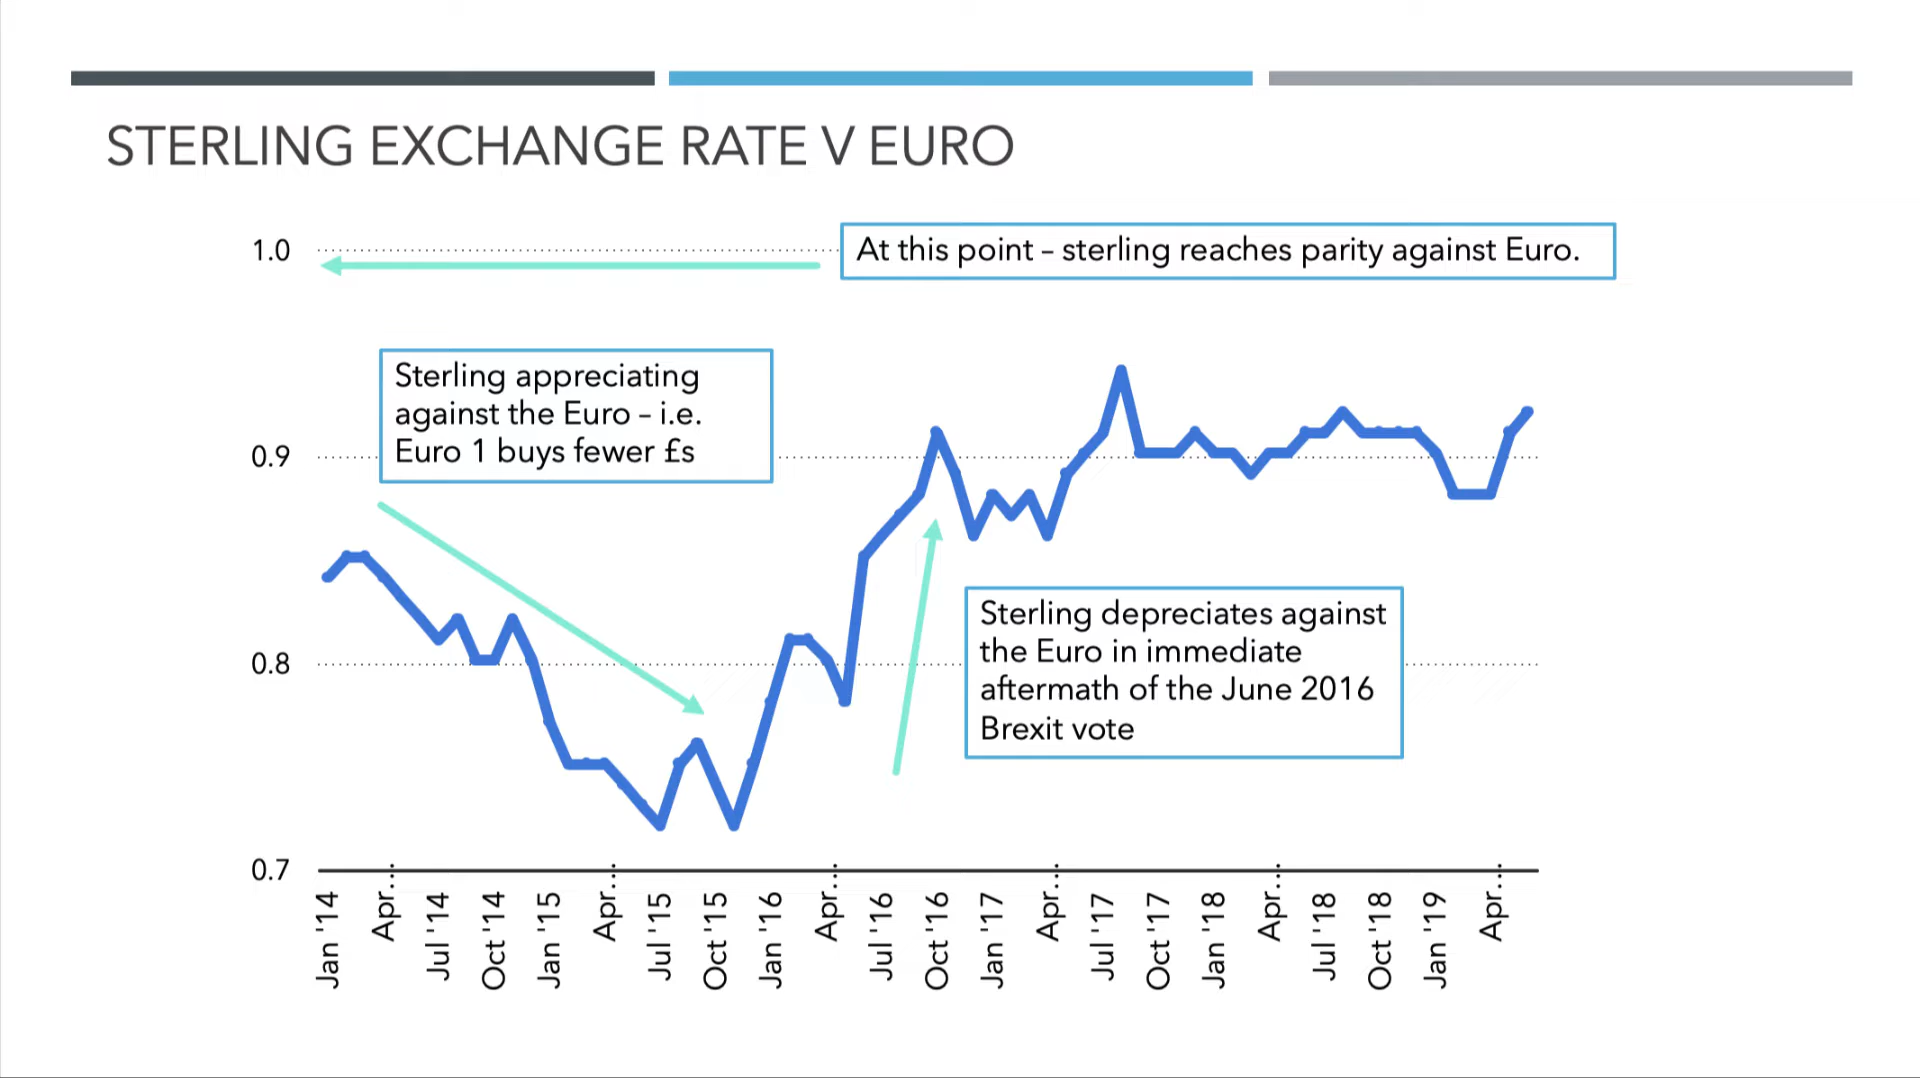 STERLING EXCHANGE RATE V EURO
1.0
At this point – sterling reaches parity against Euro.
Sterling appreciating
against the Euro – i.e.
Euro 1 buys fewer £s
0.9
Sterling depreciates against
the Euro in immediate
aftermath of the June 2016
Brexit vote
0.8
0.7
Jan '14
Apr...
Jul '14
Oct '14
Jan '15
Apr...
Jul '15
Oct '15
Jan '16
Apr...
Jul '16
Oct '16
Jan '17
Apr...
Jul '17
Oct '17
Jan '18
Apr...
Jul '18
Oct '18
Jan '19
Apr...